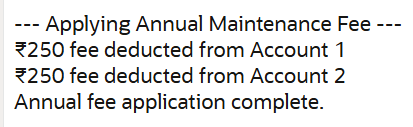 --- Applying Annual Maintenance Fee ---
₹250 fee deducted from Account 1
₹250 fee deducted from Account 2
Annual fee application complete.